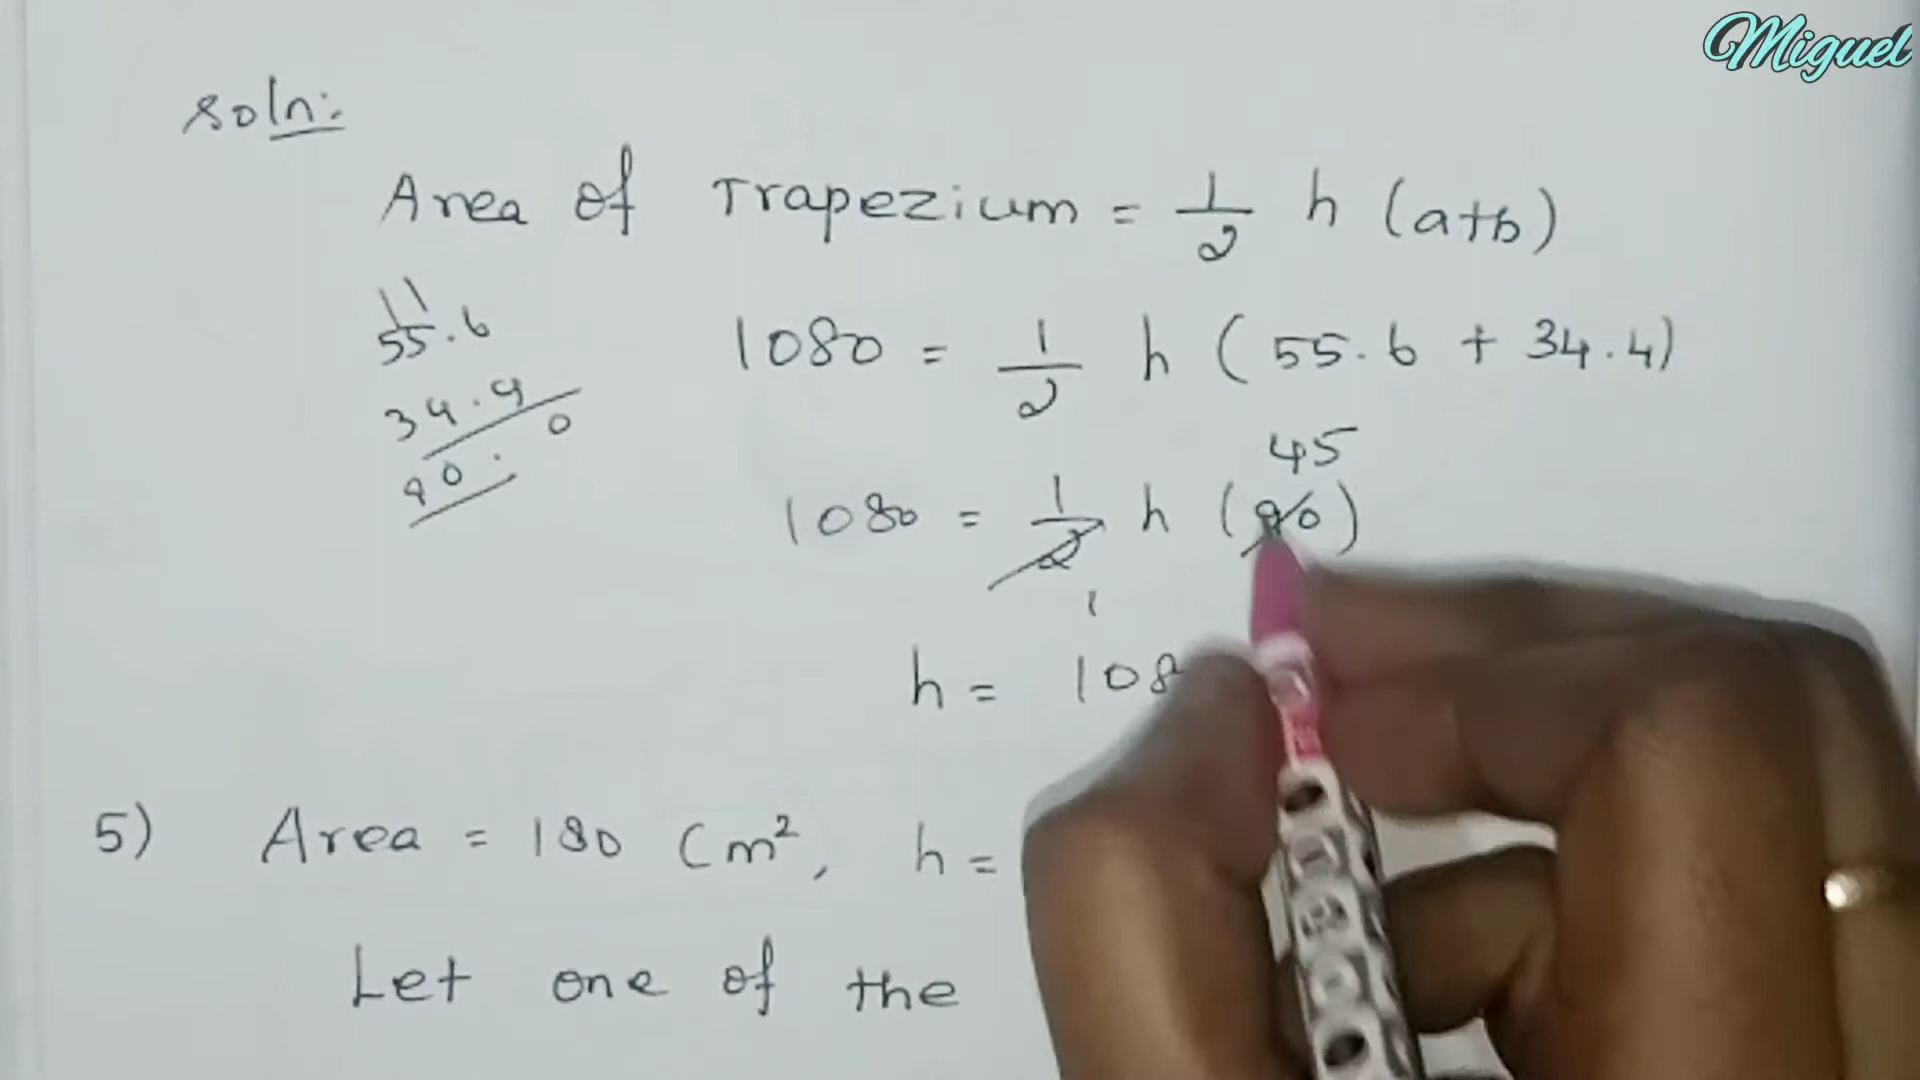 Miguel
Soln:
Area of Trapezium = 1/2 h (a+b)
11
55.6
34.4
90.0
1080 = 1/2 h (55.6 + 34.4)
45
1080 = 1/2 h (90)
1
h = 108
5) Area = 180 Cm², h =
Let one of the